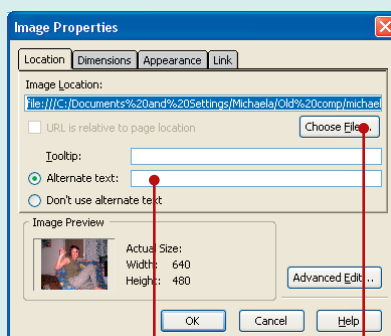 Image Properties
Location Dimensions Appearance Link
Image Location:
file:///C:/Documents%20and%20Settings/Michaela/Old%20comp/michael
URL is relative to page location
Choose File...
Tooltip:
Alternate text:
Don't use alternate text
Image Preview
Actual Size:
Width: 640
Height: 480
Advanced Edit...
OK Cancel Help